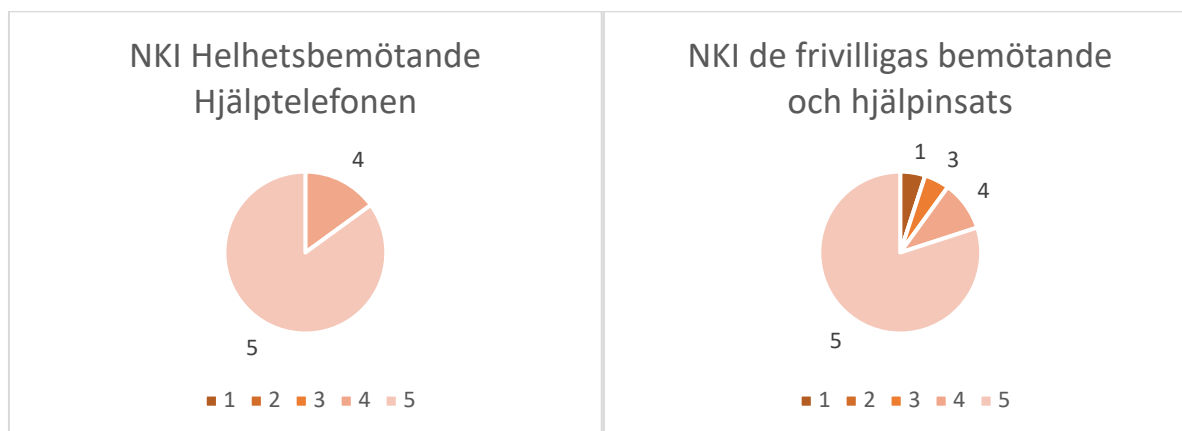 NKI Helhetsbemötande
Hjälptelefonen
4
5
1 2 3 4 5
NKI de frivilligas bemötande
och hjälpinsats
1
3
4
5
1 2 3 4 5